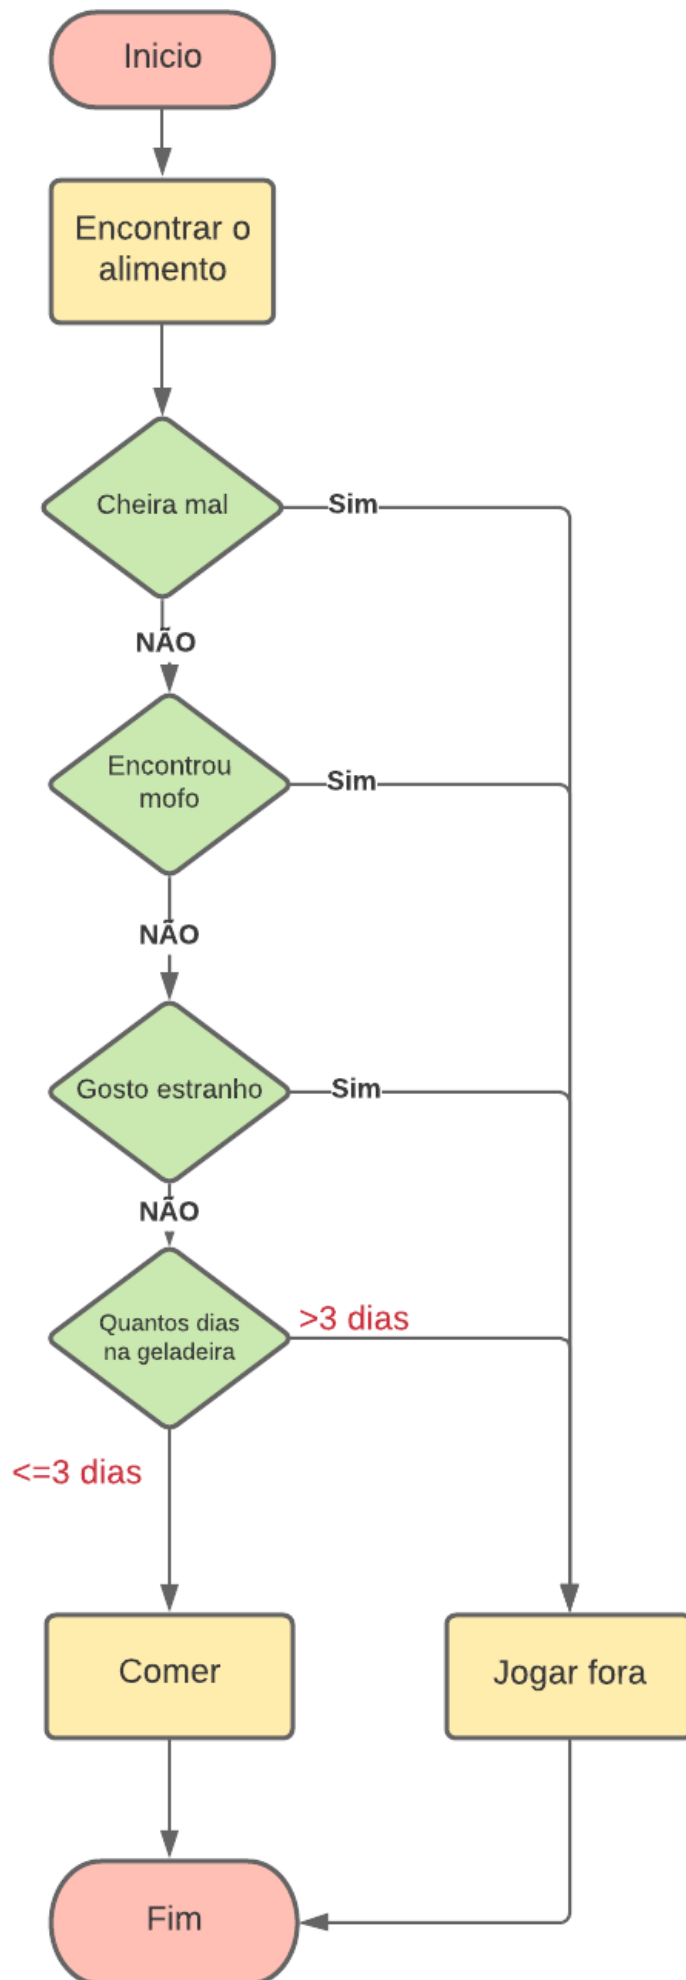 Inicio
Encontrar o
alimento
Cheira mal
Sim
NÃO
Encontrou
mofo
Sim
NÃO
Gosto estranho
Sim
NÃO
Quantos dias
na geladeira
>3 dias
<=3 dias
Comer
Jogar fora
Fim